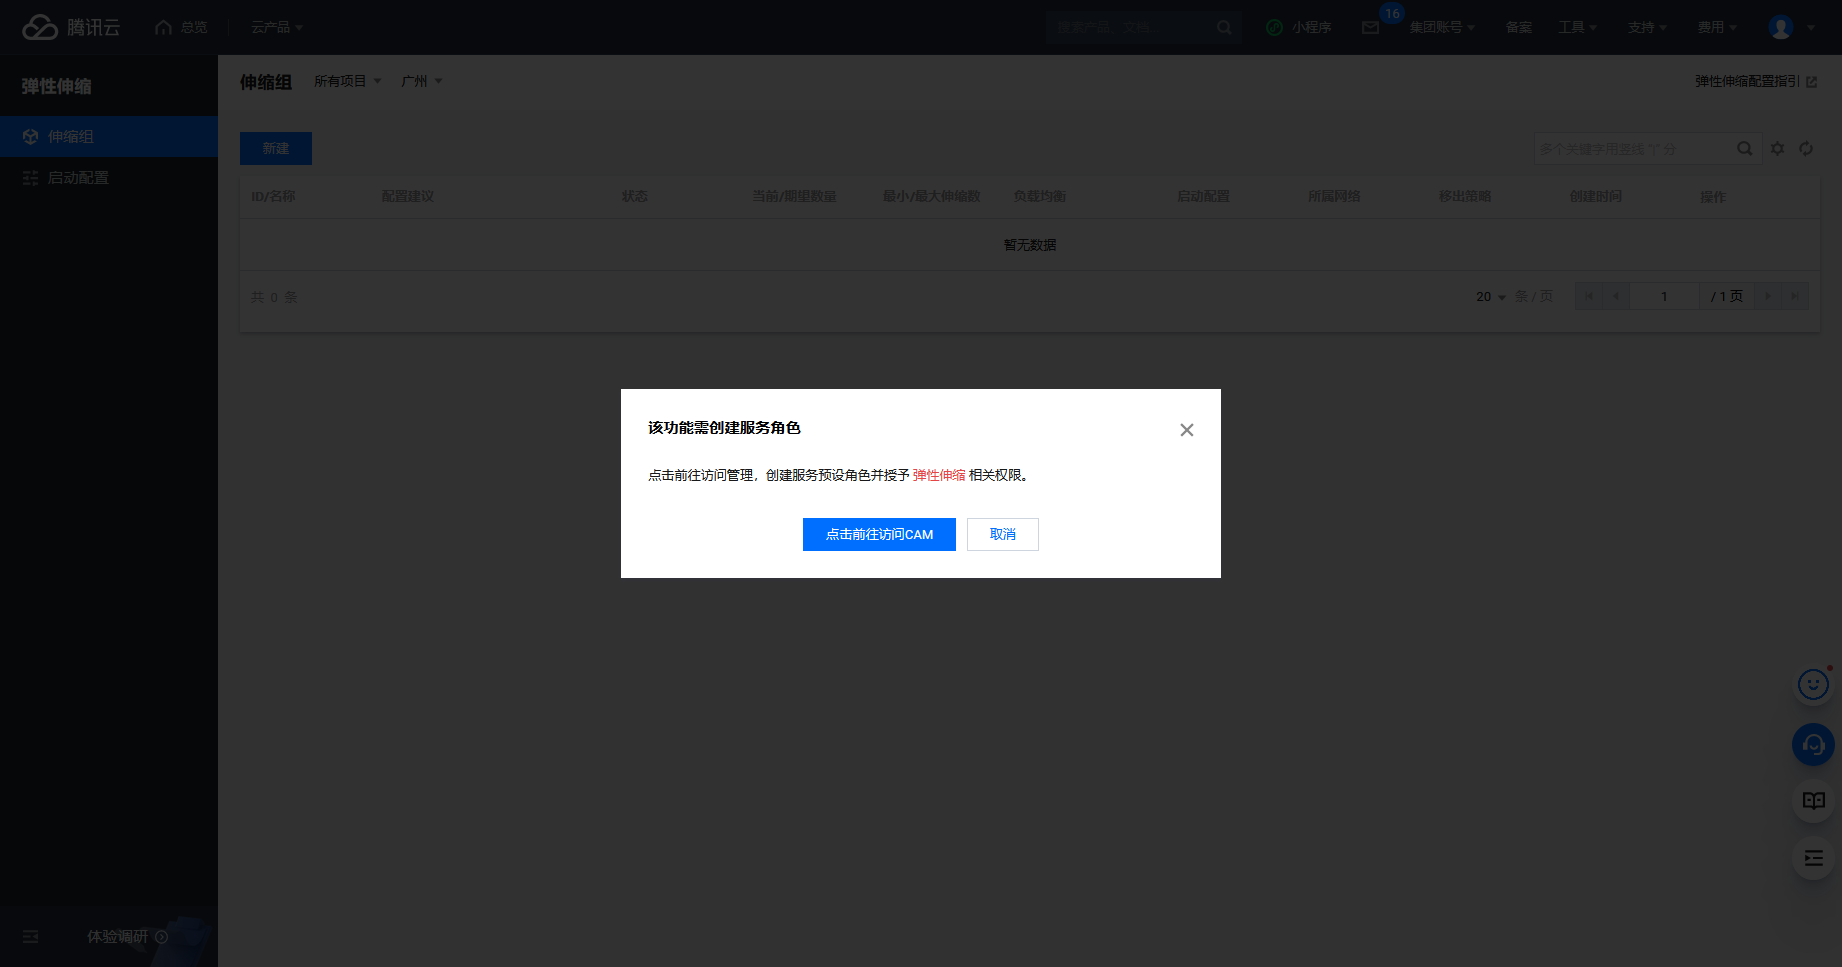 腾讯云
总览
云产品
搜索产品、文档...
小程序
16
集团账号
备案
工具
支持
费用
弹性伸缩
伸缩组
启动配置
体验调研
伸缩组
所有项目
广州
弹性伸缩配置指引
新建
多个关键字用竖线 "|" 分
ID/名称
配置建议
状态
当前/期望数量
最小/最大伸缩数
负载均衡
启动配置
所属网络
移出策略
创建时间
操作
暂无数据
共 0 条
20 条 / 页
1
/ 1 页
该功能需创建服务角色
点击前往访问管理，创建服务预设角色并授予 弹性伸缩 相关权限。
点击前往访问CAM
取消